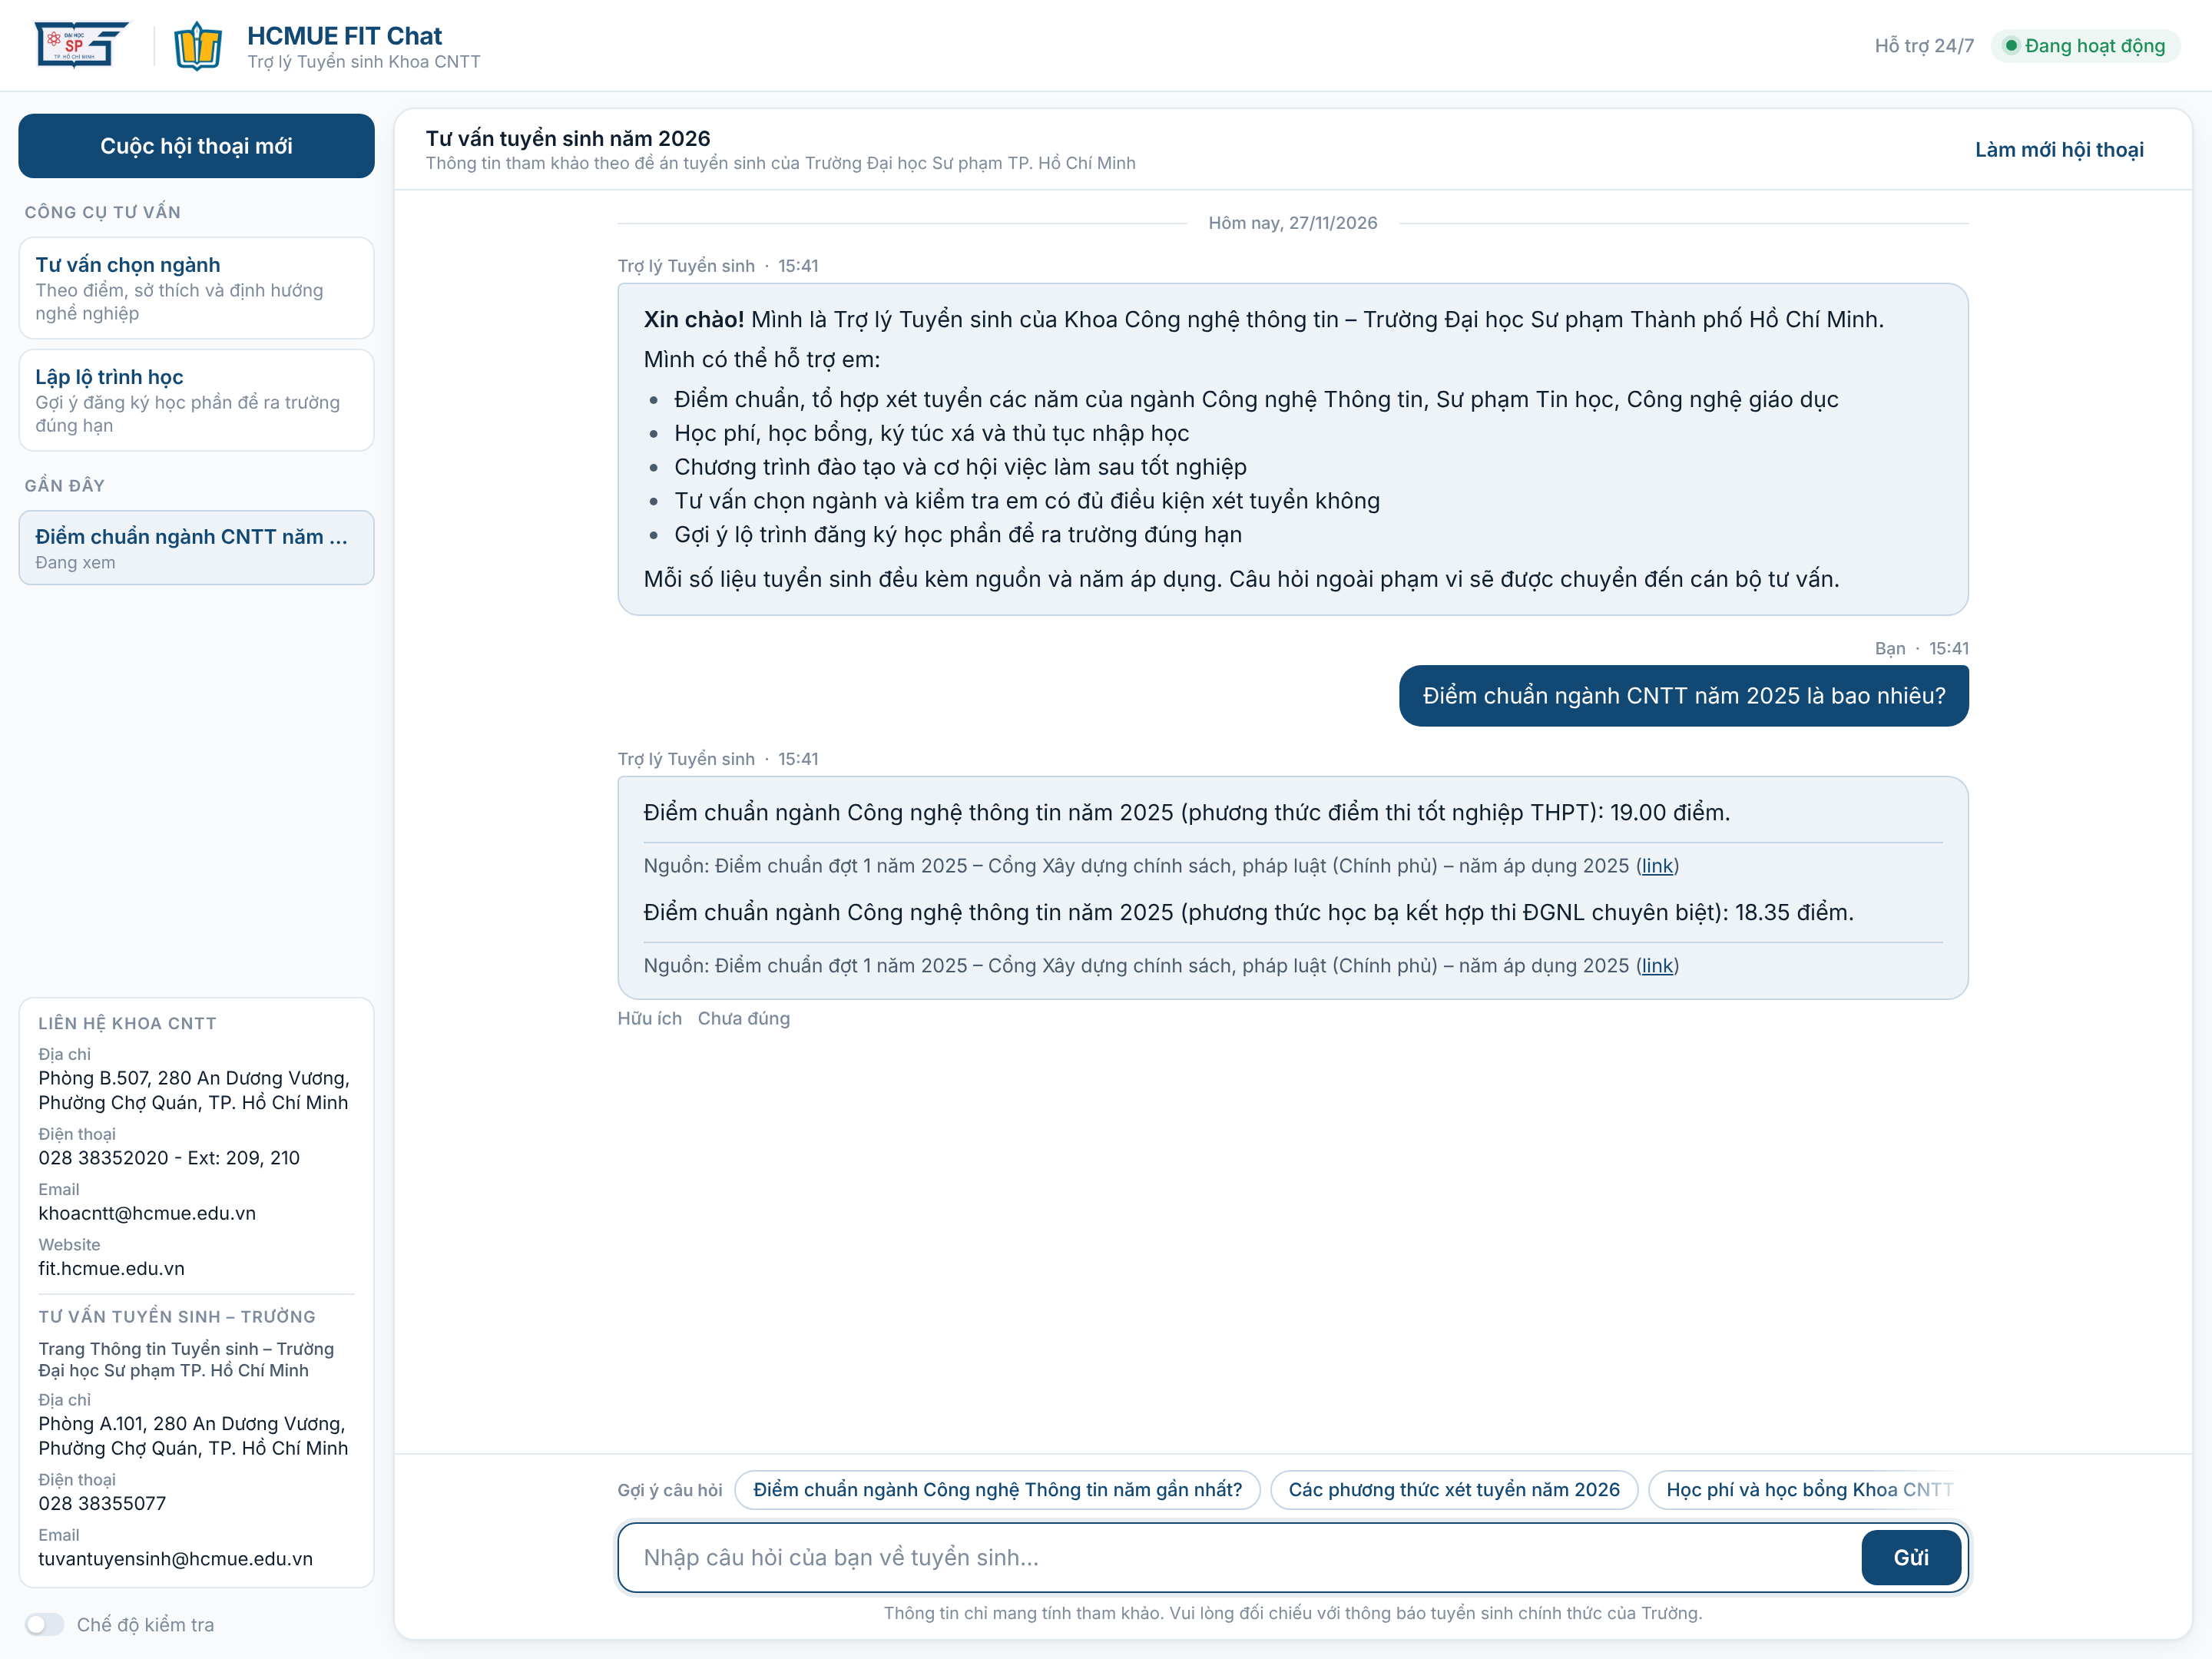 ĐẠI HỌC
SP
TP. HỒ CHÍ MINH
HCMUE FIT Chat
Trợ lý Tuyển sinh Khoa CNTT
Hỗ trợ 24/7
Đang hoạt động
Cuộc hội thoại mới
CÔNG CỤ TƯ VẤN
Tư vấn chọn ngành
Theo điểm, sở thích và định hướng
nghề nghiệp
Lập lộ trình học
Gợi ý đăng ký học phần để ra trường
đúng hạn
GẦN ĐÂY
Điểm chuẩn ngành CNTT năm ...
Đang xem
LIÊN HỆ KHOA CNTT
Địa chỉ
Phòng B.507, 280 An Dương Vương,
Phường Chợ Quán, TP. Hồ Chí Minh
Điện thoại
028 38352020 - Ext: 209, 210
Email
khoacntt@hcmue.edu.vn
Website
fit.hcmue.edu.vn
TƯ VẤN TUYỂN SINH – TRƯỜNG
Trang Thông tin Tuyển sinh – Trường
Đại học Sư phạm TP. Hồ Chí Minh
Địa chỉ
Phòng A.101, 280 An Dương Vương,
Phường Chợ Quán, TP. Hồ Chí Minh
Điện thoại
028 38355077
Email
tuvantuyensinh@hcmue.edu.vn
Chế độ kiểm tra
Tư vấn tuyển sinh năm 2026
Thông tin tham khảo theo đề án tuyển sinh của Trường Đại học Sư phạm TP. Hồ Chí Minh
Làm mới hội thoại
Hôm nay, 27/11/2026
Trợ lý Tuyển sinh · 15:41
Xin chào! Mình là Trợ lý Tuyển sinh của Khoa Công nghệ thông tin – Trường Đại học Sư phạm Thành phố Hồ Chí Minh.
Mình có thể hỗ trợ em:
• Điểm chuẩn, tổ hợp xét tuyển các năm của ngành Công nghệ Thông tin, Sư phạm Tin học, Công nghệ giáo dục
• Học phí, học bổng, ký túc xá và thủ tục nhập học
• Chương trình đào tạo và cơ hội việc làm sau tốt nghiệp
• Tư vấn chọn ngành và kiểm tra em có đủ điều kiện xét tuyển không
• Gợi ý lộ trình đăng ký học phần để ra trường đúng hạn
Mỗi số liệu tuyển sinh đều kèm nguồn và năm áp dụng. Câu hỏi ngoài phạm vi sẽ được chuyển đến cán bộ tư vấn.
Bạn · 15:41
Điểm chuẩn ngành CNTT năm 2025 là bao nhiêu?
Trợ lý Tuyển sinh · 15:41
Điểm chuẩn ngành Công nghệ thông tin năm 2025 (phương thức điểm thi tốt nghiệp THPT): 19.00 điểm.
Nguồn: Điểm chuẩn đợt 1 năm 2025 – Cổng Xây dựng chính sách, pháp luật (Chính phủ) – năm áp dụng 2025 (link)
Điểm chuẩn ngành Công nghệ thông tin năm 2025 (phương thức học bạ kết hợp thi ĐGNL chuyên biệt): 18.35 điểm.
Nguồn: Điểm chuẩn đợt 1 năm 2025 – Cổng Xây dựng chính sách, pháp luật (Chính phủ) – năm áp dụng 2025 (link)
Hữu ích Chưa đúng
Gợi ý câu hỏi
Điểm chuẩn ngành Công nghệ Thông tin năm gần nhất?
Các phương thức xét tuyển năm 2026
Học phí và học bổng Khoa CNTT
Nhập câu hỏi của bạn về tuyển sinh...
Gửi
Thông tin chỉ mang tính tham khảo. Vui lòng đối chiếu với thông báo tuyển sinh chính thức của Trường.